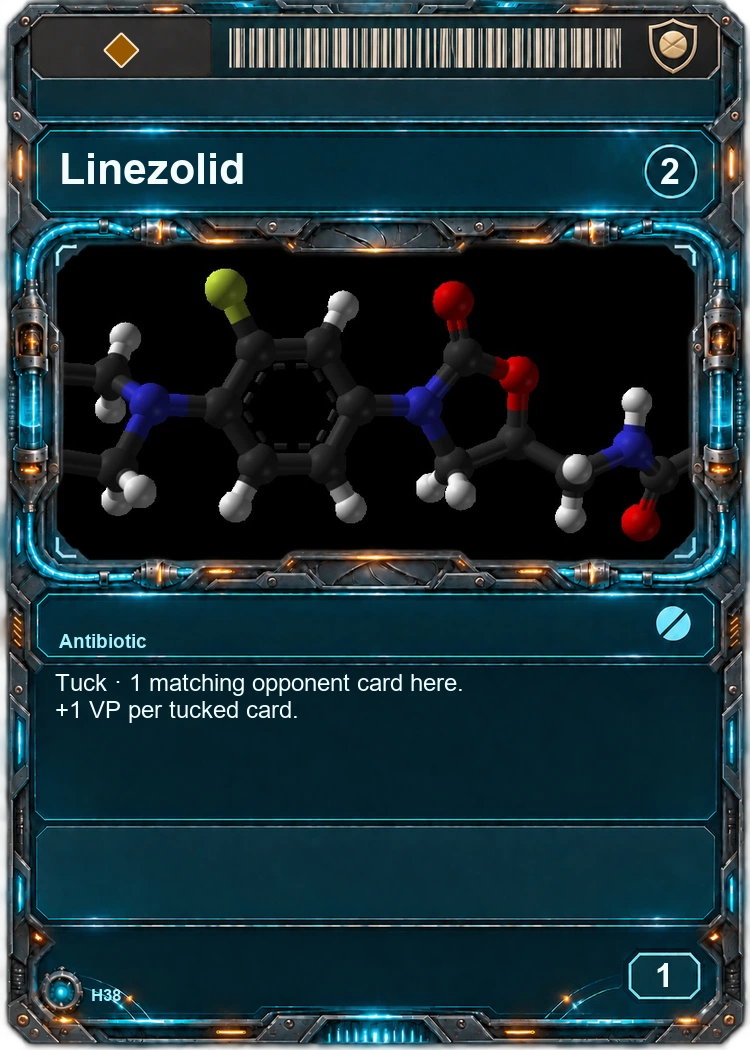 Linezolid
2
Antibiotic
Tuck · 1 matching opponent card here.
+1 VP per tucked card.
H38
1